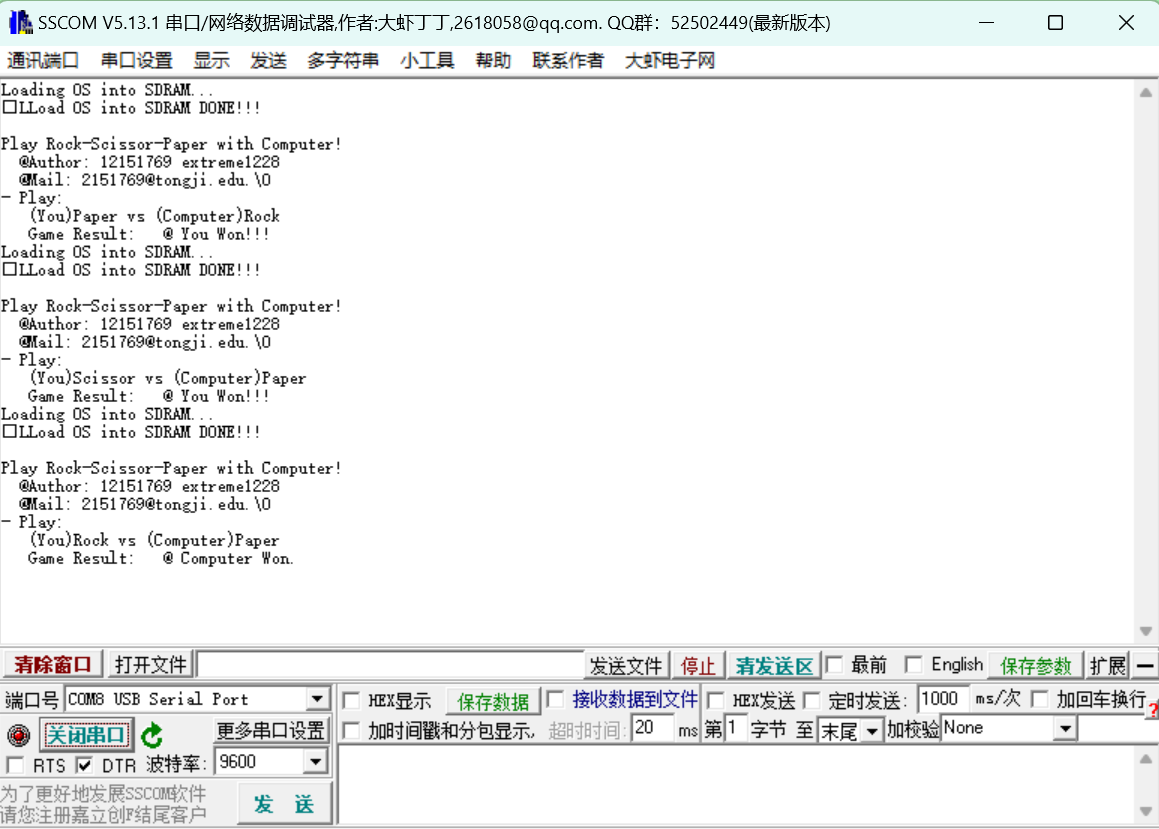 SSCOM V5.13.1 串口/网络数据调试器,作者:大虾丁丁,2618058@qq.com. QQ群：52502449(最新版本)
通讯端口 串口设置 显示 发送 多字符串 小工具 帮助 联系作者 大虾电子网
Loading OS into SDRAM...
□LLoad OS into SDRAM DONE!!!
Play Rock-Scissor-Paper with Computer!
@Author: 12151769 extreme1228
@Mail: 2151769@tongji.edu.\0
- Play:
(You)Paper vs (Computer)Rock
Game Result: @ You Won!!!
Loading OS into SDRAM...
□LLoad OS into SDRAM DONE!!!
Play Rock-Scissor-Paper with Computer!
@Author: 12151769 extreme1228
@Mail: 2151769@tongji.edu.\0
- Play:
(You)Scissor vs (Computer)Paper
Game Result: @ You Won!!!
Loading OS into SDRAM...
□LLoad OS into SDRAM DONE!!!
Play Rock-Scissor-Paper with Computer!
@Author: 12151769 extreme1228
@Mail: 2151769@tongji.edu.\0
- Play:
(You)Rock vs (Computer)Paper
Game Result: @ Computer Won.
清除窗口 打开文件 发送文件 停止 清发送区 最前 English 保存参数 扩展 —
端口号 COM8 USB Serial Port HEX显示 保存数据 接收数据到文件 HEX发送 定时发送: 1000 ms/次 加回车换行
关闭串口 更多串口设置 加时间戳和分包显示, 超时时间: 20 ms 第 1 字节 至 末尾 加校验 None
RTS DTR 波特率: 9600
为了更好地发展SSCOM软件
请您注册嘉立创F结尾客户
发 送